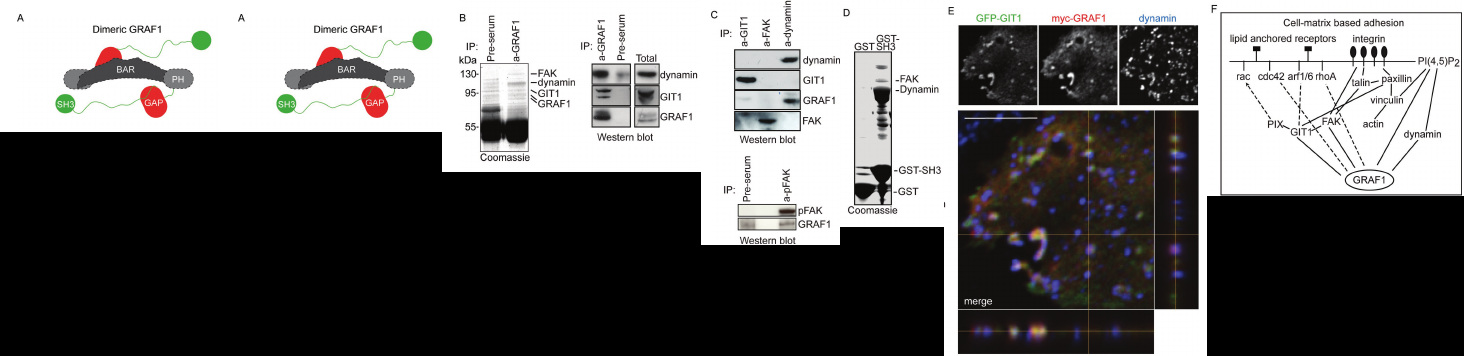 A
Dimeric GRAF1
BAR
PH
SH3
GAP
A
Dimeric GRAF1
BAR
PH
SH3
GAP
B
IP:
Pre-serum
a-GRAF1
kDa
130-
95-
55-
FAK
dynamin
GIT1
GRAF1
Coomassie
IP:
a-GRAF1
Pre-serum
Total
dynamin
GIT1
GRAF1
Western blot
C
IP:
a-GIT1
a-FAK
a-dynamin
dynamin
GIT1
GRAF1
FAK
Western blot
IP:
Pre-serum
a-pFAK
pFAK
GRAF1
Western blot
D
GST-
GST SH3
-FAK
-Dynamin
-GST-SH3
-GST
Coomassie
E
GFP-GIT1 myc-GRAF1 dynamin
merge
F
Cell-matrix based adhesion
lipid anchored receptors integrin
PI(4,5)P2
rac cdc42 arf1/6 rhoA
talin paxillin
vinculin
actin
PIX GIT1 FAK
dynamin
GRAF1